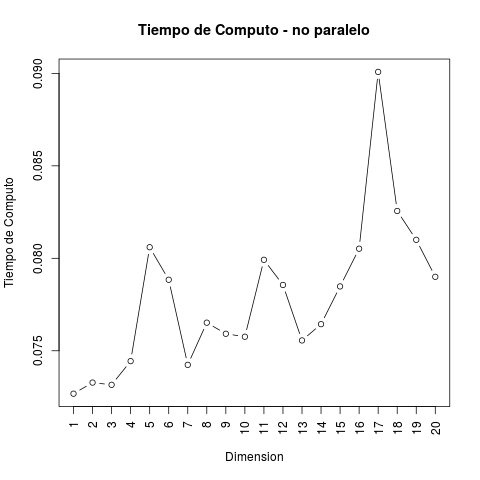 Tiempo de Computo - no paralelo
Tiempo de Computo
0.090
0.085
0.080
0.075
1 2 3 4 5 6 7 8 9 10 11 12 13 14 15 16 17 18 19 20
Dimension